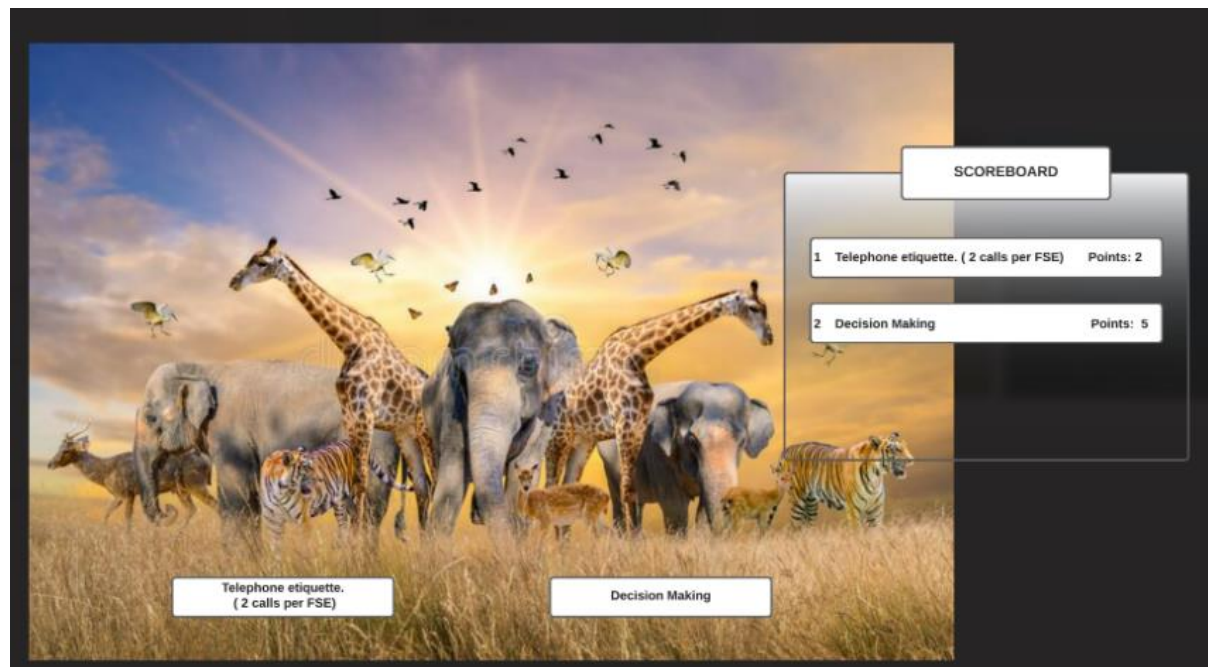 SCOREBOARD
1 Telephone etiquette. ( 2 calls per FSE) Points: 2
2 Decision Making Points: 5
Telephone etiquette.
( 2 calls per FSE)
Decision Making